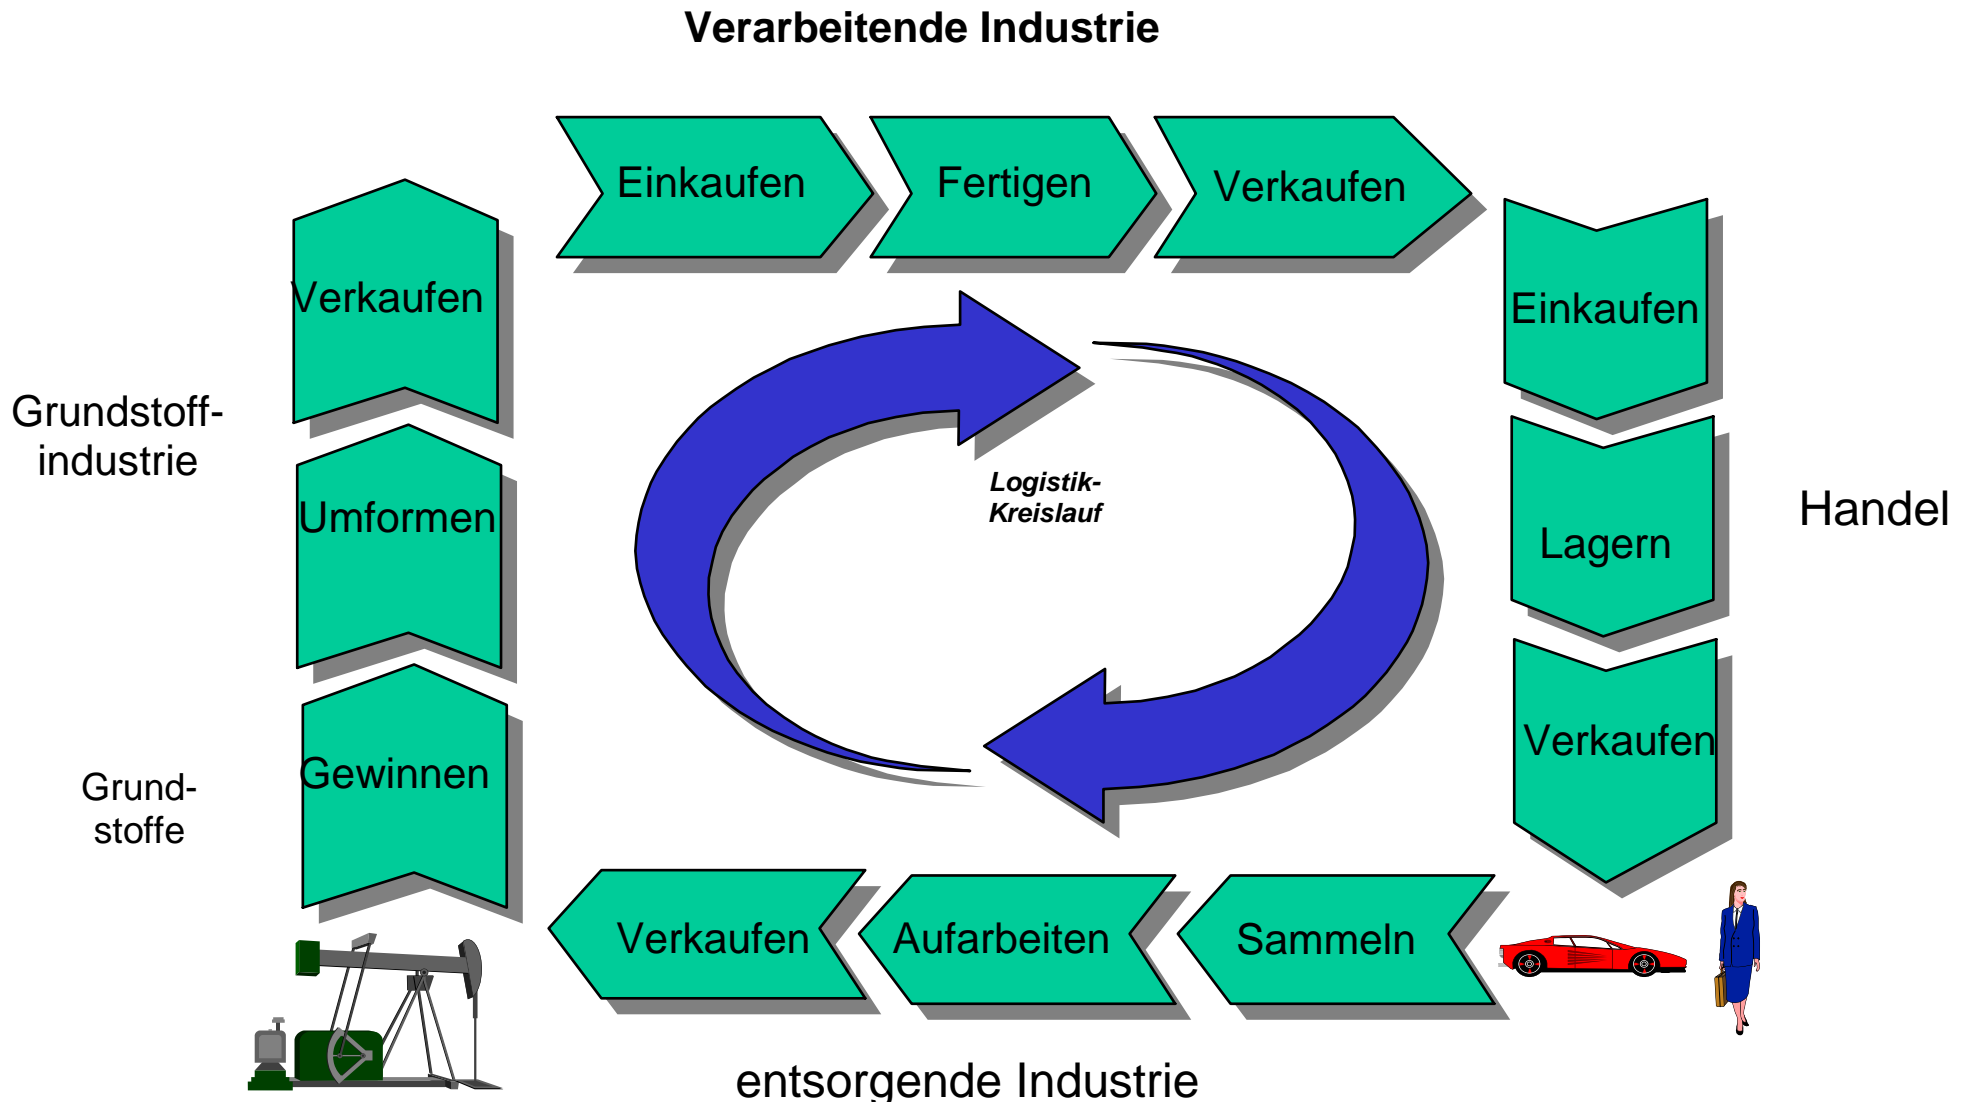 Verarbeitende Industrie
Einkaufen
Fertigen
Verkaufen
Verkaufen
Einkaufen
Grundstoff-
industrie
Umformen
Logistik-
Kreislauf
Handel
Lagern
Gewinnen
Grund-
stoffe
Verkaufen
Verkaufen
Aufarbeiten
Sammeln
entsorgende Industrie